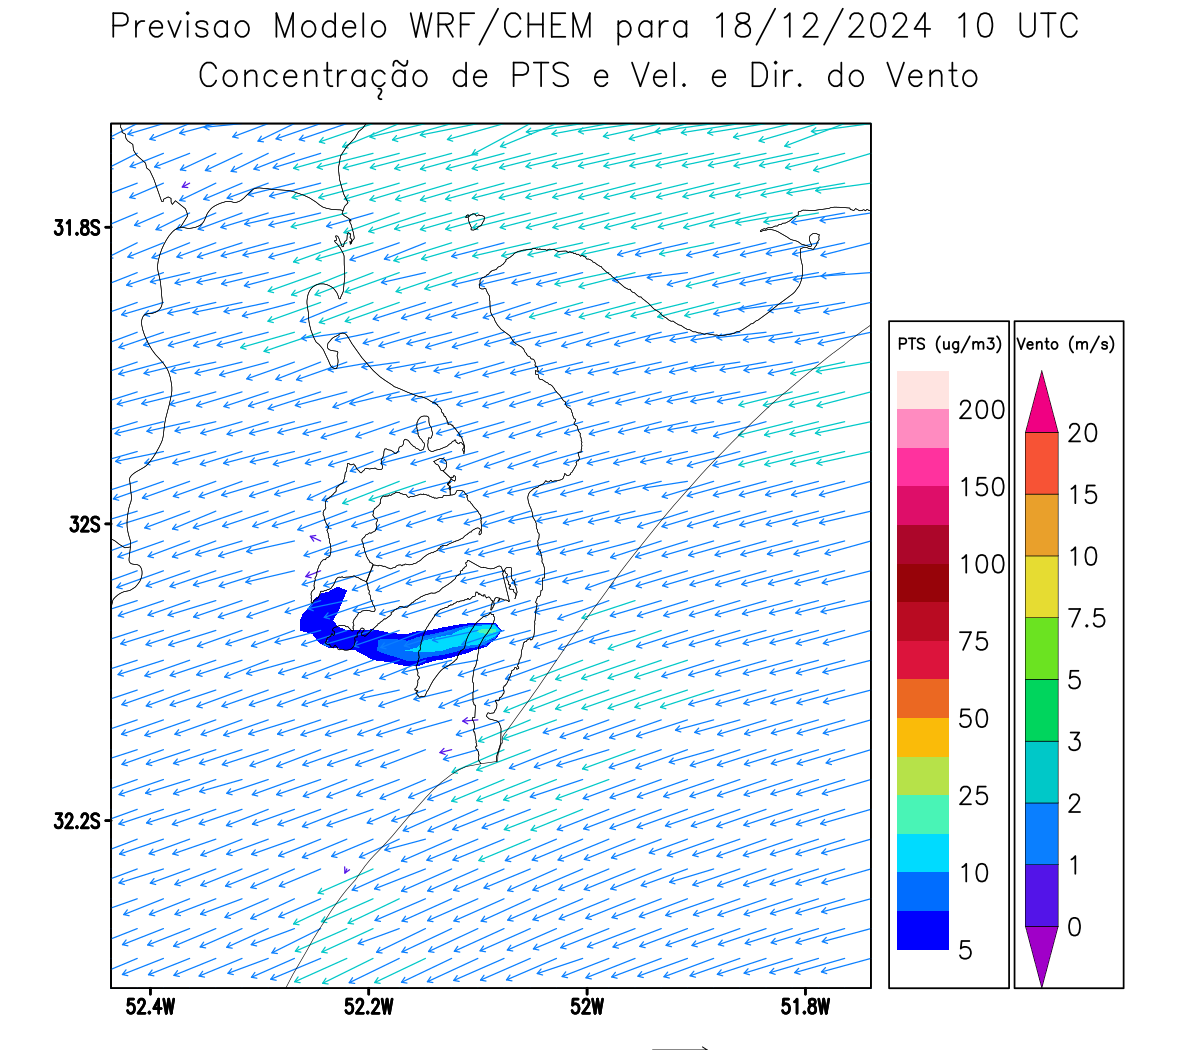 Previsao Modelo WRF/CHEM para 18/12/2024 10 UTC
Concentração de PTS e Vel. e Dir. do Vento
31.8S
32S
32.2S
52.4W
52.2W
52W
51.8W
PTS (ug/m3)
200
150
100
75
50
25
10
5
Vento (m/s)
20
15
10
7.5
5
3
2
1
0